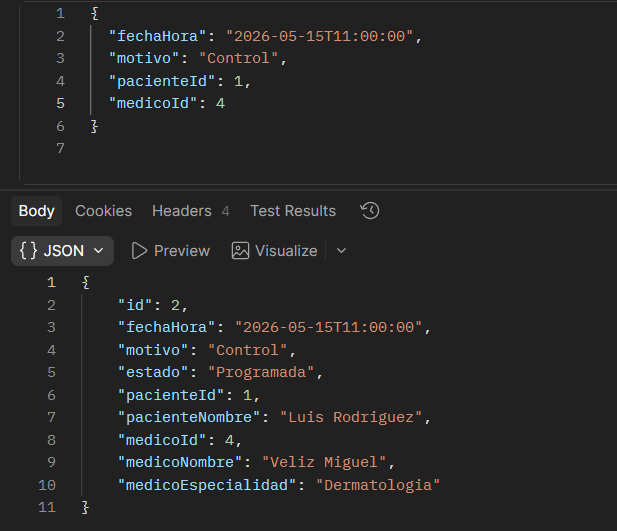 1 {
2 "fechaHora": "2026-05-15T11:00:00",
3 "motivo": "Control",
4 "pacienteId": 1,
5 "medicoId": 4
6 }
7
Body Cookies Headers 4 Test Results
{} JSON Preview Visualize
1 {
2 "id": 2,
3 "fechaHora": "2026-05-15T11:00:00",
4 "motivo": "Control",
5 "estado": "Programada",
6 "pacienteId": 1,
7 "pacienteNombre": "Luis Rodriguez",
8 "medicoId": 4,
9 "medicoNombre": "Veliz Miguel",
10 "medicoEspecialidad": "Dermatologia"
11 }